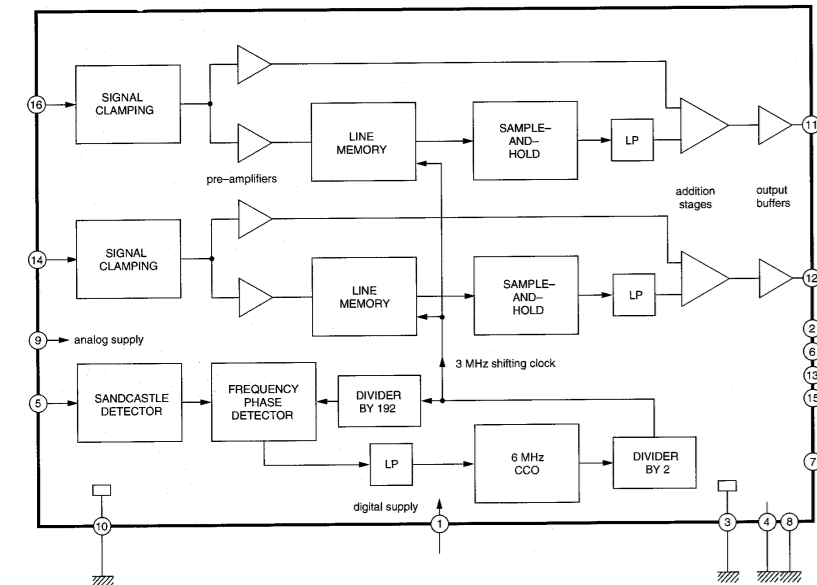 16
SIGNAL
CLAMPING
pre–amplifiers
LINE
MEMORY
SAMPLE–
AND–
HOLD
LP
addition
stages
output
buffers
11
14
SIGNAL
CLAMPING
LINE
MEMORY
SAMPLE–
AND–
HOLD
LP
12
2
6
13
15
7
9
analog supply
3 MHz shifting clock
5
SANDCASTLE
DETECTOR
FREQUENCY
PHASE
DETECTOR
DIVIDER
BY 192
LP
6 MHz
CCO
DIVIDER
BY 2
digital supply
10
1
3
4
8